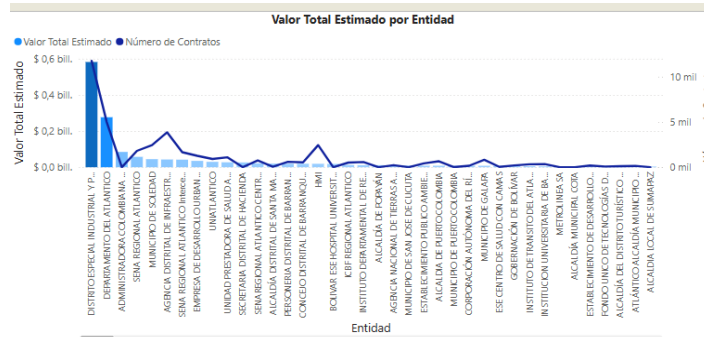 Valor Total Estimado por Entidad
Valor Total Estimado Número de Contratos
Valor Total Estimado
$ 0,6 bill.
$ 0,4 bill.
$ 0,2 bill.
$ 0,0 bill.
10 mil
5 mil
0 mil
DISTRITO ESPECIAL INDUSTRIAL Y P...
DEPARTAMENTO DEL ATLANTICO
ADMINISTRADORA COLOMBIANA ...
SENA REGIONAL ATLANTICO
MUNICIPIO DE SOLEDAD
AGENCIA DISTRITAL DE INFRAESTR...
SENA REGIONAL ATLANTICO Interce...
EMPRESA DE DESARROLLO URBAN...
UNIATLANTICO
UNIDAD PRESTADORA DE SALUD A...
SECRETARIA DISTRITAL DE HACIENDA
SENA REGIONAL ATLANTICO CENTR...
ALCALDÍA DISTRITAL DE SANTA MA...
PERSONERIA DISTRITAL DE BARRAN...
CONCEJO DISTRITAL DE BARRANQU...
HMI
BOLIVAR ESE HOSPITAL UNIVERSIT...
ICBF REGIONAL ATLANTICO
INSTITUTO DEPARTAMENTAL DE RE...
ALCALDÍA DE POPAYÁN
AGENCIA NACIONAL DE TIERRAS A...
MUNICIPIO DE SAN JOSE DE CUCUTA
ESTABLECIMIENTO PUBLICO AMBIE...
ALCALDIA DE PUERTO COLOMBIA
MUNICIPIO DE PUERTO COLOMBIA
CORPORACIÓN AUTÓNOMA DEL RÍ...
MUNICIPIO DE GALAPA
ESE CENTRO DE SALUD CON CAMAS
GOBERNACIÓN DE BOLÍVAR
INSTITUTO DE TRANSITO DEL ATLA...
INSTITUCION UNIVERSITARIA DE BA...
METROLINEA SA
ALCALDIA MUNICIPAL COTA
ESTABLECIMIENTO DE DESARROLLO...
FONDO UNICO DE TECNOLOGÍAS D...
ALCALDÍA DEL DISTRITO TURÍSTICO ...
ATLÁNTICO ALCALDÍA MUNICIPIO ...
ALCALDIA LOCAL DE SUMAPAZ
Entidad